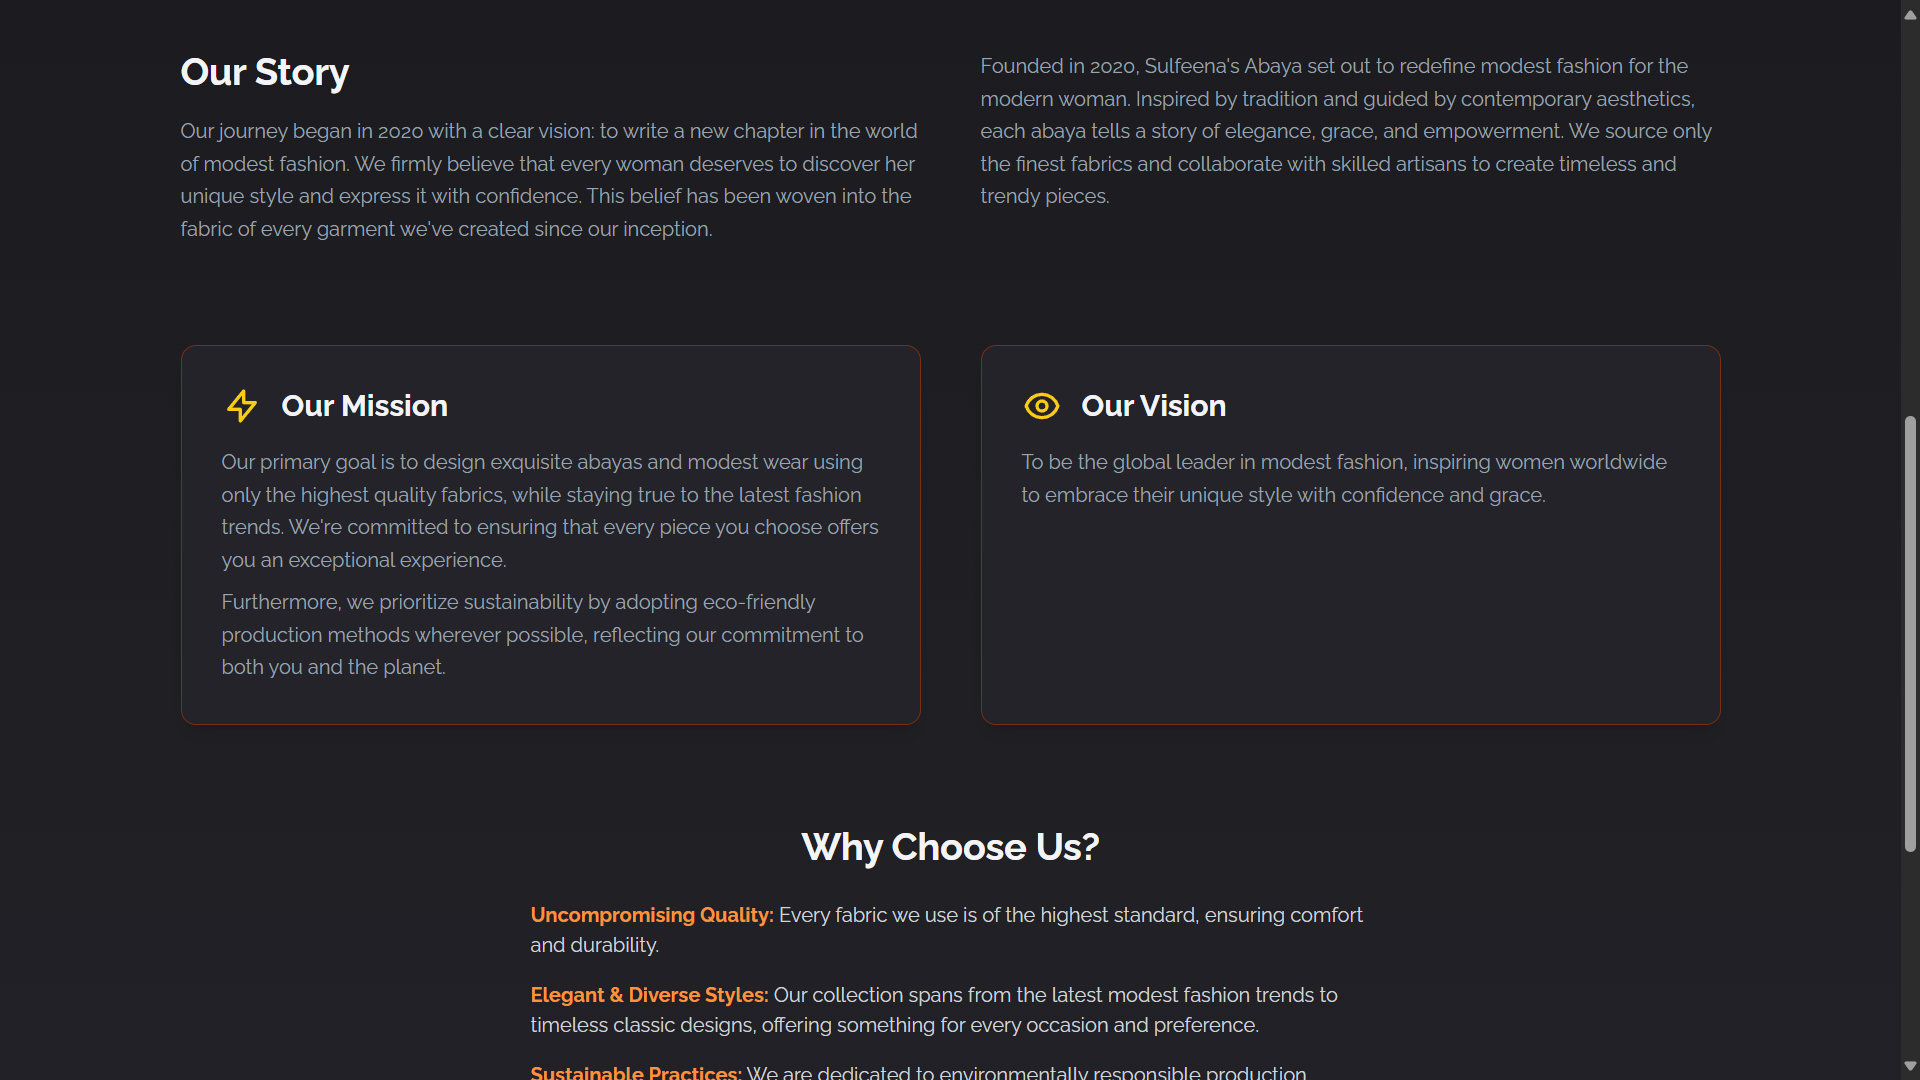 Our Story
Our journey began in 2020 with a clear vision: to write a new chapter in the world
of modest fashion. We firmly believe that every woman deserves to discover her
unique style and express it with confidence. This belief has been woven into the
fabric of every garment we've created since our inception.
Founded in 2020, Sulfeena's Abaya set out to redefine modest fashion for the
modern woman. Inspired by tradition and guided by contemporary aesthetics,
each abaya tells a story of elegance, grace, and empowerment. We source only
the finest fabrics and collaborate with skilled artisans to create timeless and
trendy pieces.
Our Mission
Our primary goal is to design exquisite abayas and modest wear using
only the highest quality fabrics, while staying true to the latest fashion
trends. We're committed to ensuring that every piece you choose offers
you an exceptional experience.
Furthermore, we prioritize sustainability by adopting eco-friendly
production methods wherever possible, reflecting our commitment to
both you and the planet.
Our Vision
To be the global leader in modest fashion, inspiring women worldwide
to embrace their unique style with confidence and grace.
Why Choose Us?
Uncompromising Quality: Every fabric we use is of the highest standard, ensuring comfort
and durability.
Elegant & Diverse Styles: Our collection spans from the latest modest fashion trends to
timeless classic designs, offering something for every occasion and preference.
Sustainable Practices: We are dedicated to environmentally responsible production